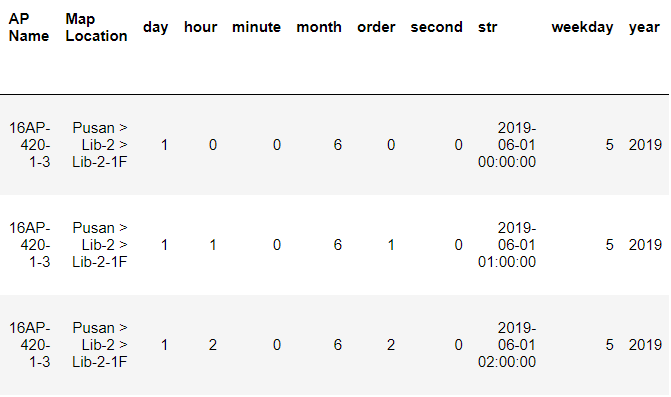 AP Name Map Location day hour minute month order second str weekday year
16AP-420-1-3 Pusan > Lib-2 > Lib-2-1F 1 0 0 6 0 0 2019-06-01 00:00:00 5 2019
16AP-420-1-3 Pusan > Lib-2 > Lib-2-1F 1 1 0 6 1 0 2019-06-01 01:00:00 5 2019
16AP-420-1-3 Pusan > Lib-2 > Lib-2-1F 1 2 0 6 2 0 2019-06-01 02:00:00 5 2019